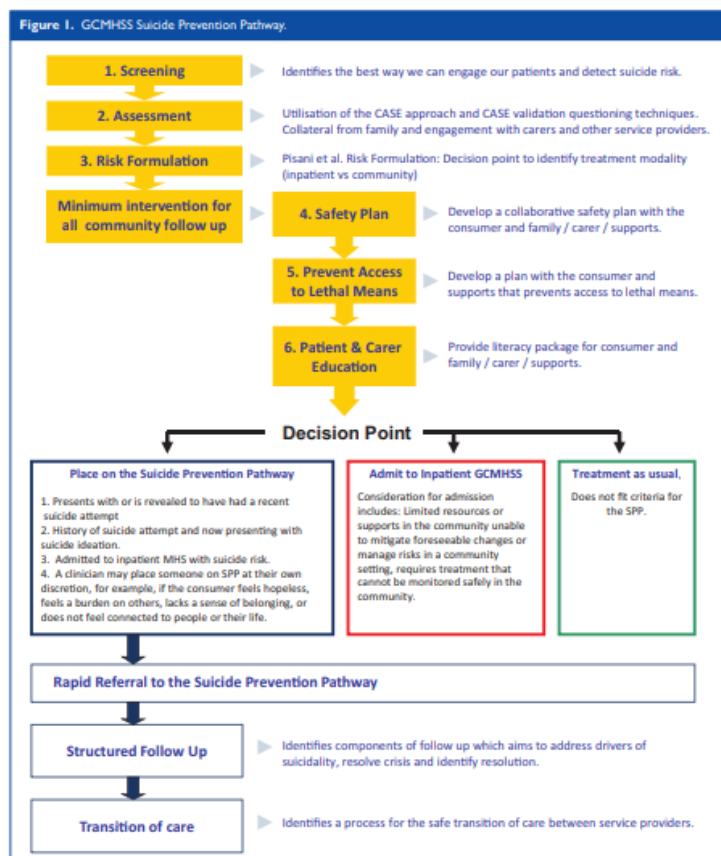 Figure 1. GCMHSS Suicide Prevention Pathway.
1. Screening
Identifies the best way we can engage our patients and detect suicide risk.
2. Assessment
Utilisation of the CASE approach and CASE validation questioning techniques.
Collateral from family and engagement with carers and other service providers.
3. Risk Formulation
Pisani et al. Risk Formulation: Decision point to identify treatment modality
(inpatient vs community)
Minimum intervention for
all community follow up
4. Safety Plan
Develop a collaborative safety plan with the
consumer and family / carer / supports.
5. Prevent Access
to Lethal Means
Develop a plan with the consumer and
supports that prevents access to lethal means.
6. Patient & Carer
Education
Provide literacy package for consumer and
family / carer / supports.
Decision Point
Place on the Suicide Prevention Pathway
1. Presents with or is revealed to have had a recent
suicide attempt
2. History of suicide attempt and now presenting with
suicide ideation.
3. Admitted to inpatient MHS with suicide risk.
4. A clinician may place someone on SPP at their own
discretion, for example, if the consumer feels hopeless,
feels a burden on others, lacks a sense of belonging, or
does not feel connected to people or their life.
Admit to Inpatient GCMHSS
Consideration for admission
includes: Limited resources or
supports in the community unable
to mitigate foreseeable changes or
manage risks in a community
setting, requires treatment that
cannot be monitored safely in the
community.
Treatment as usual,
Does not fit criteria for
the SPP.
Rapid Referral to the Suicide Prevention Pathway
Structured Follow Up
Identifies components of follow up which aims to address drivers of
suicidality, resolve crisis and identify resolution.
Transition of care
Identifies a process for the safe transition of care between service providers.